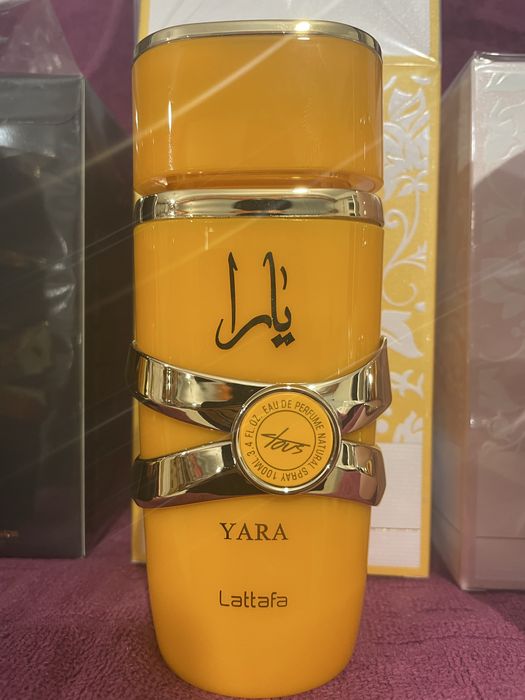 يارا
EAU DE PERFUME NATURAL SPRAY 100ML 3.4 FL.OZ.
tous
YARA
Lattafa